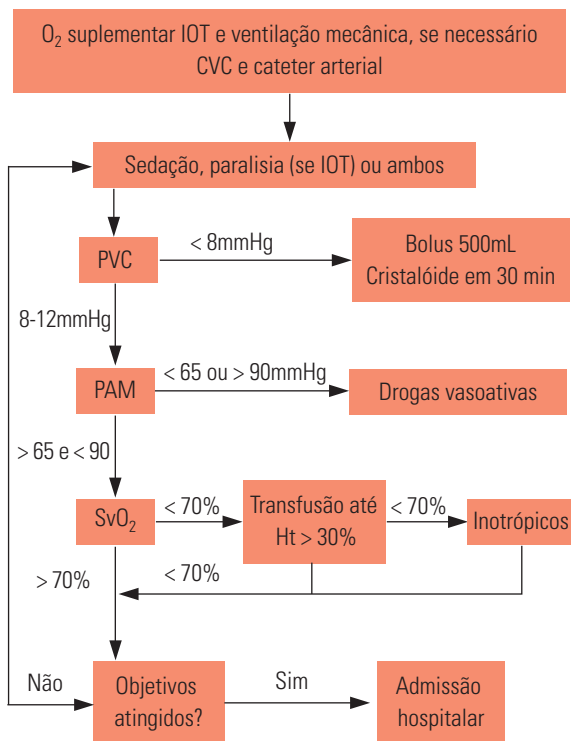 O₂ suplementar IOT e ventilação mecânica, se necessário
CVC e cateter arterial
Sedação, paralisia (se IOT) ou ambos
PVC
< 8mmHg
Bolus 500mL
Cristalóide em 30 min
8-12mmHg
PAM
< 65 ou > 90mmHg
Drogas vasoativas
> 65 e < 90
SvO₂
< 70%
Transfusão até
Ht > 30%
< 70%
Inotrópicos
< 70%
> 70%
Não
Objetivos
atingidos?
Sim
Admissão
hospitalar